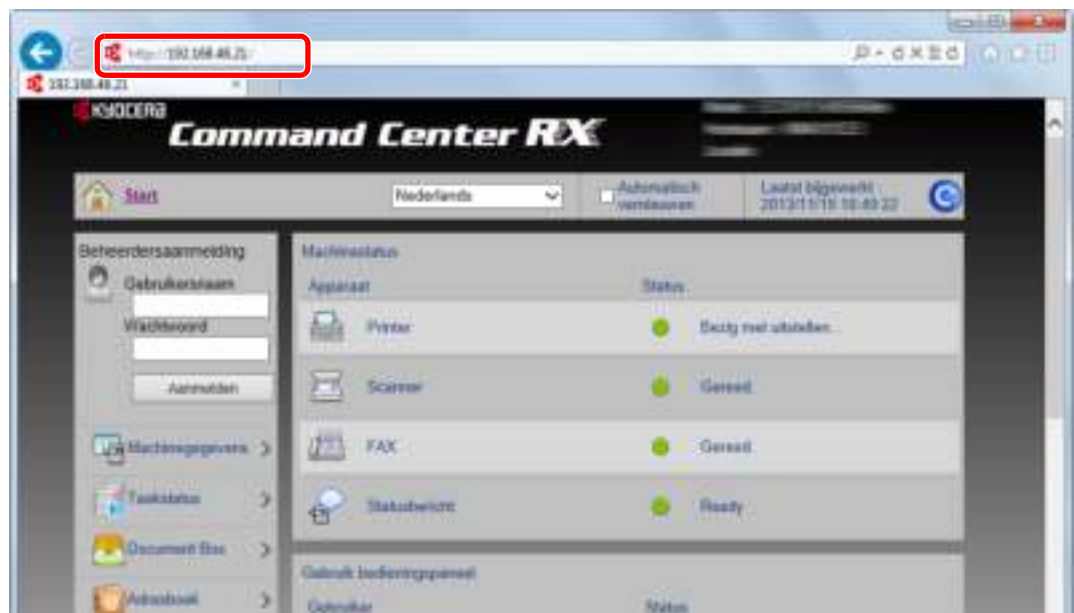 http://192.168.48.21/
192.168.48.21
KYOCERA
Command Center RX
Start
Nederlands
Automatisch
vernieuwen
Laatst bijgewerkt
Beheerdersaanmelding
Gebruikersnaam
Wachtwoord
Aanmelden
Machinegegevens
Taakstatus
Document Box
Adresboek
Machinestatus
Apparaat Status
Printer Bezig met uitstellen...
Scanner Gereed.
FAX Gereed.
Statusbericht Ready
Gebruik bedieningspaneel
Gebruiker Status